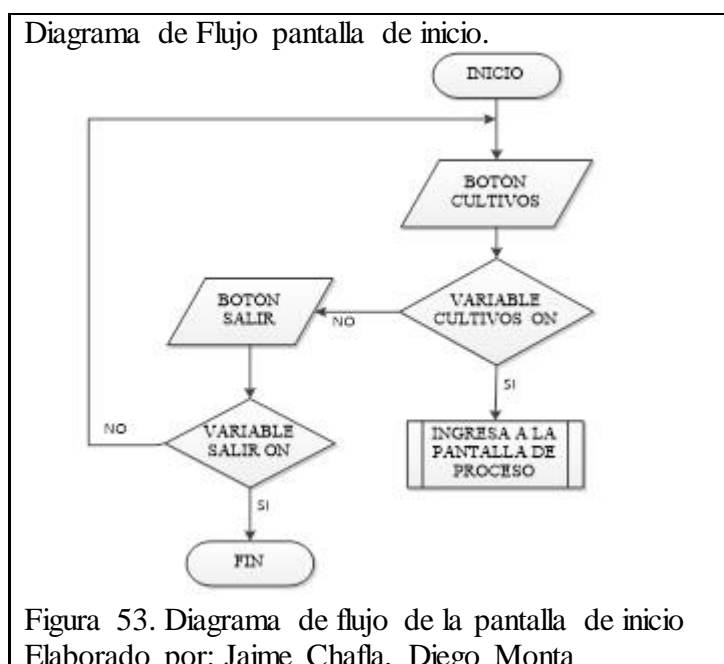 Diagrama de Flujo pantalla de inicio.
INICIO
BOTÓN
CULTIVOS
VARIABLE
CULTIVOS ON
NO
SI
BOTÓN
SALIR
INGRESA A LA
PANTALLA DE
PROCESO
NO
VARIABLE
SALIR ON
SI
FIN
Figura 53. Diagrama de flujo de la pantalla de inicio
Elaborado por: Jaime Chafla, Diego Monta